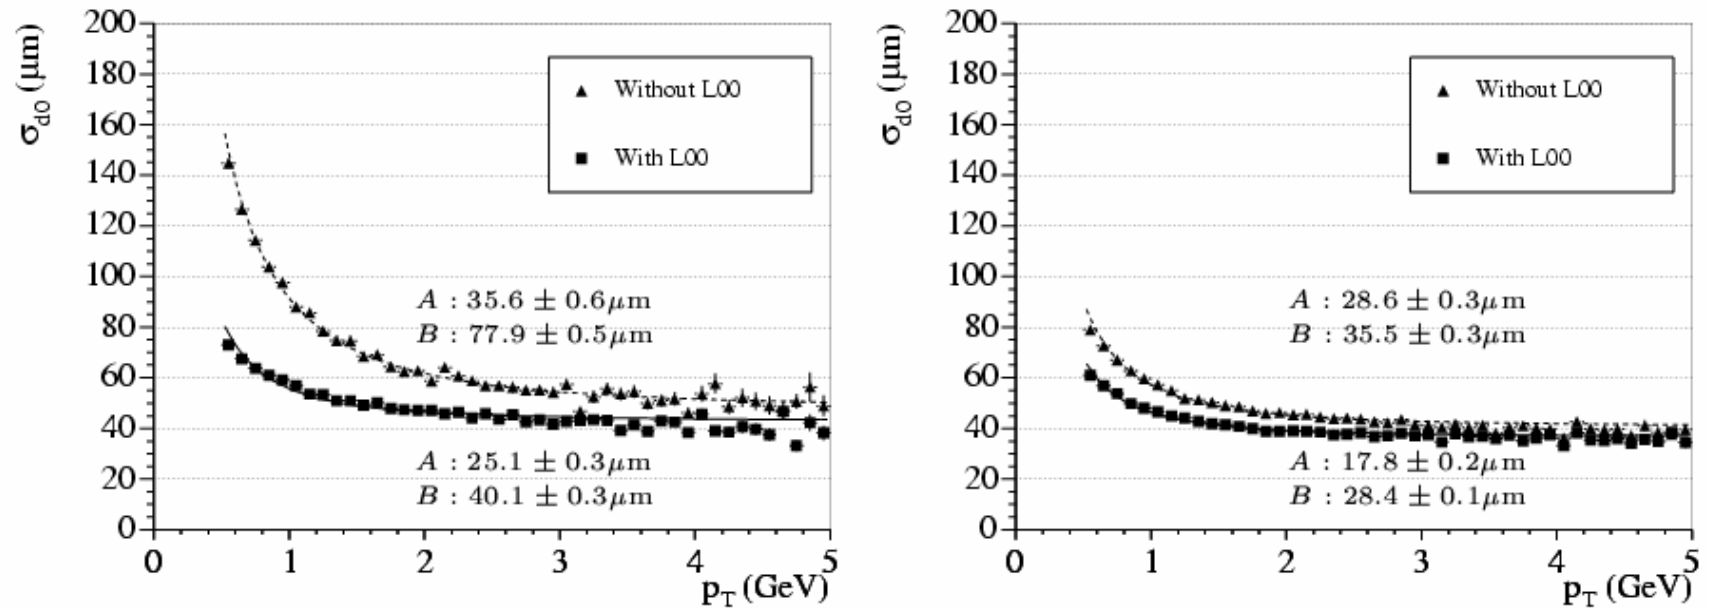 σd0 (μm)
200
180
160
140
120
100
80
60
40
20
0
Without L00
With L00
A : 35.6 ± 0.6μm
B : 77.9 ± 0.5μm
A : 25.1 ± 0.3μm
B : 40.1 ± 0.3μm
0 1 2 3 4 5
pT (GeV)
σd0 (μm)
200
180
160
140
120
100
80
60
40
20
0
Without L00
With L00
A : 28.6 ± 0.3μm
B : 35.5 ± 0.3μm
A : 17.8 ± 0.2μm
B : 28.4 ± 0.1μm
0 1 2 3 4 5
pT (GeV)